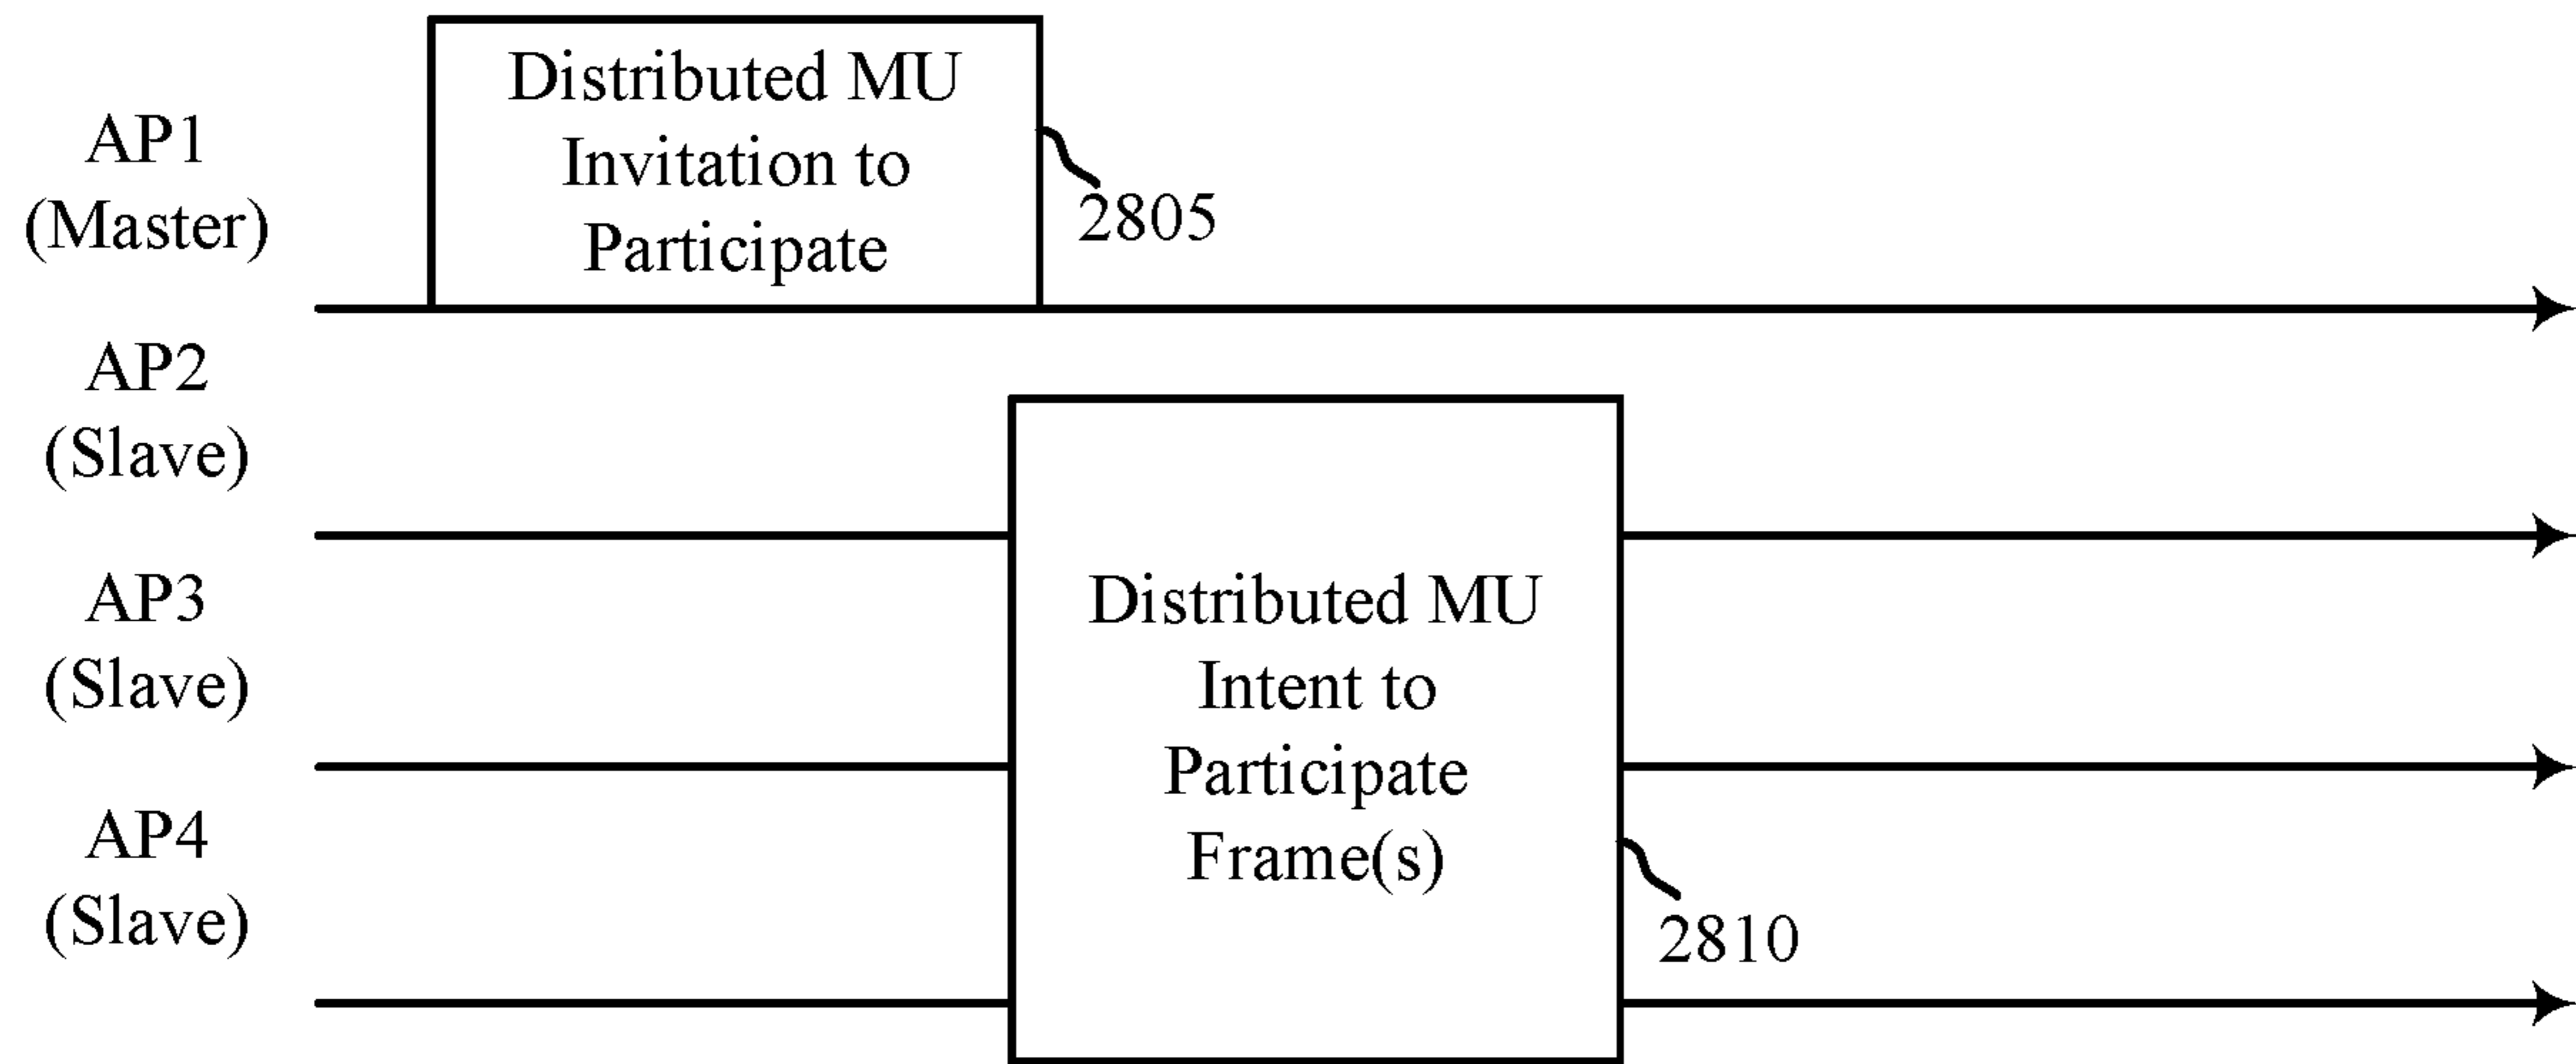 Distributed MU
Invitation to
Participate
AP1
(Master)
2805
AP2
(Slave)
AP3
(Slave)
Distributed MU
Intent to
Participate
Frame(s)
AP4
(Slave)
2810